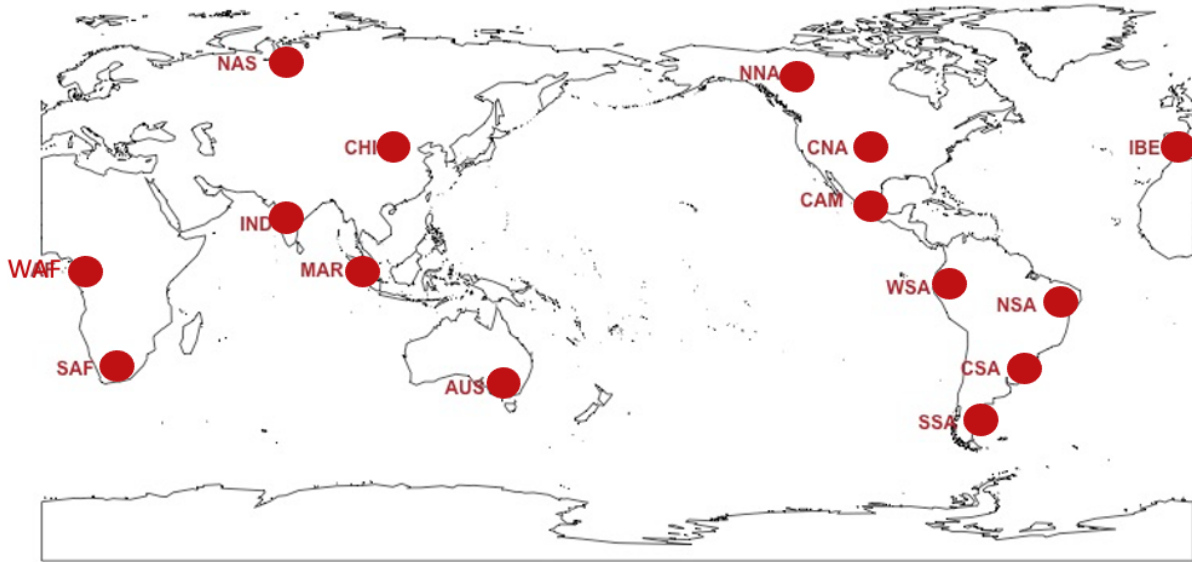 NAS
NNA
CHI
CNA
IBE
CAM
IND
WAF
MAR
WSA
NSA
SAF
CSA
AUS
SSA